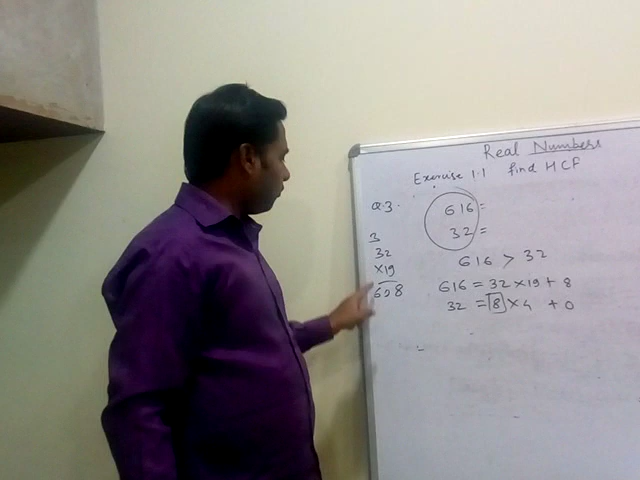 Real Numbers
Exercise 1.1 find HCF
Q.3.
616 =
32 =
616 > 32
3
32
×19
608
616 = 32 × 19 + 8
32 = 8 × 4 + 0